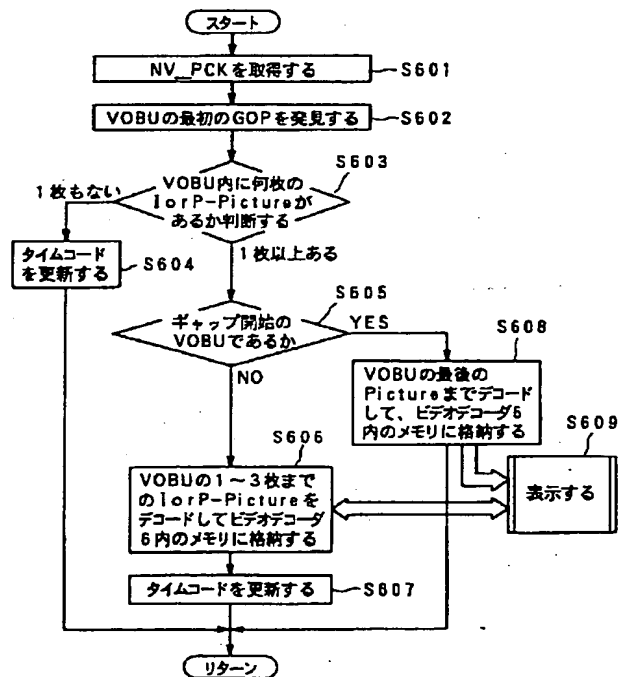 スタート
NV_PCKを取得する
S601
VOBUの最初のGOPを発見する
S602
S603
VOBU内に何枚の
IorP-Pictureが
あるか判断する
1枚もない
タイムコード
を更新する
S604
1枚以上ある
S605
ギャップ開始の
VOBUであるか
YES
NO
S608
VOBUの最後の
Pictureまでデコード
して、ビデオデコーダ6
内のメモリに格納する
S609
表示する
S606
VOBUの1~3枚まで
のIorP-Pictureを
デコードしてビデオデコーダ
6内のメモリに格納する
タイムコードを更新する
S607
リターン